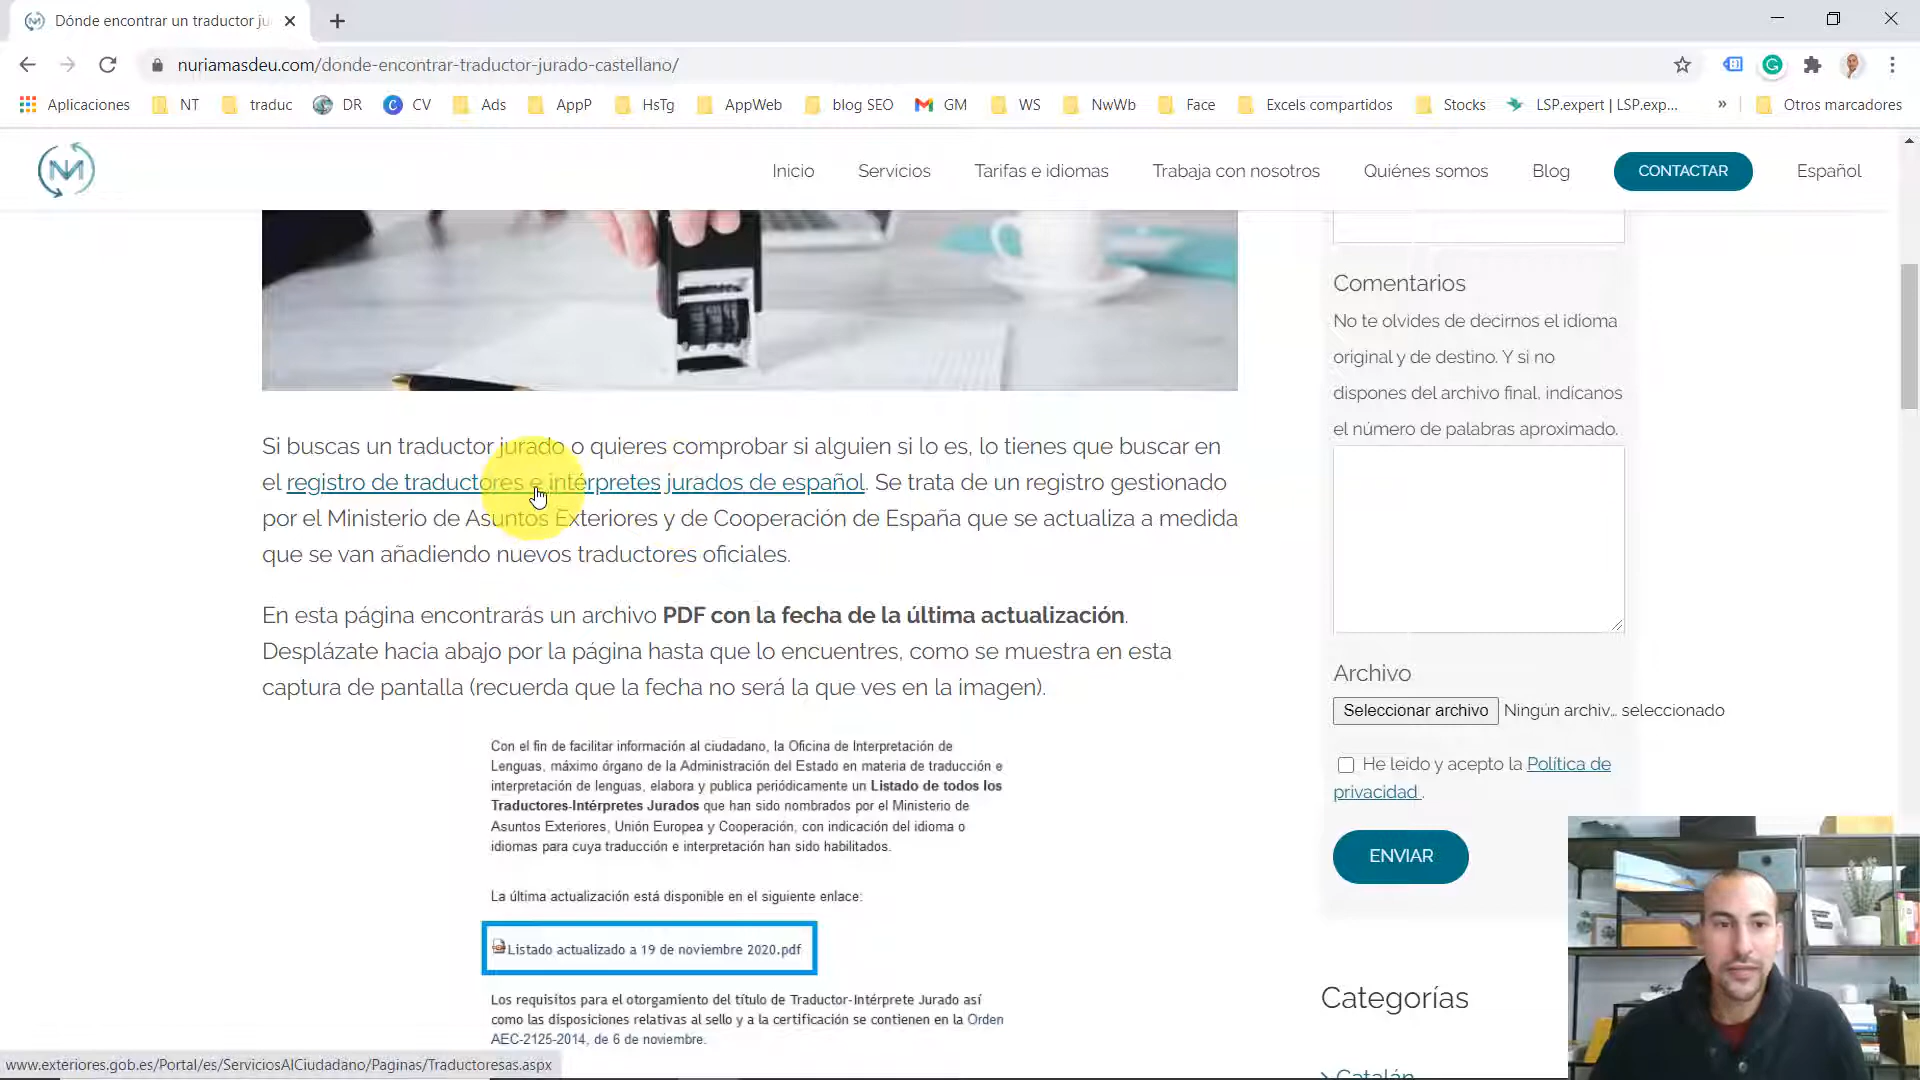 Dónde encontrar un traductor ju
nuriamasdeu.com/donde-encontrar-traductor-jurado-castellano/
Aplicaciones NT traduc DR CV Ads AppP HsTg AppWeb blog SEO GM WS NwWb Face Excels compartidos Stocks LSP.expert | LSP.exp... » Otros marcadores
NM Inicio Servicios Tarifas e idiomas Trabaja con nosotros Quiénes somos Blog CONTACTAR Español
Si buscas un traductor jurado o quieres comprobar si alguien si lo es, lo tienes que buscar en
el registro de traductores e intérpretes jurados de español. Se trata de un registro gestionado
por el Ministerio de Asuntos Exteriores y de Cooperación de España que se actualiza a medida
que se van añadiendo nuevos traductores oficiales.
En esta página encontrarás un archivo PDF con la fecha de la última actualización.
Desplázate hacia abajo por la página hasta que lo encuentres, como se muestra en esta
captura de pantalla (recuerda que la fecha no será la que ves en la imagen).
Con el fin de facilitar información al ciudadano, la Oficina de Interpretación de
Lenguas, máximo órgano de la Administración del Estado en materia de traducción e
interpretación de lenguas, elabora y publica periódicamente un Listado de todos los
Traductores-Intérpretes Jurados que han sido nombrados por el Ministerio de
Asuntos Exteriores, Unión Europea y Cooperación, con indicación del idioma o
idiomas para cuya traducción e interpretación han sido habilitados.
La última actualización está disponible en el siguiente enlace:
Listado actualizado a 19 de noviembre 2020.pdf
Los requisitos para el otorgamiento del título de Traductor-Intérprete Jurado así
como las disposiciones relativas al sello y a la certificación se contienen en la Orden
AEC-2125-2014, de 6 de noviembre.
Comentarios
No te olvides de decirnos el idioma
original y de destino. Y si no
dispones del archivo final, indícanos
el número de palabras aproximado.
Archivo
Seleccionar archivo Ningún archiv... seleccionado
He leído y acepto la Política de
privacidad .
ENVIAR
Categorías
Catalán
www.exteriores.gob.es/Portal/es/ServiciosAlCiudadano/Paginas/Traductoresas.aspx